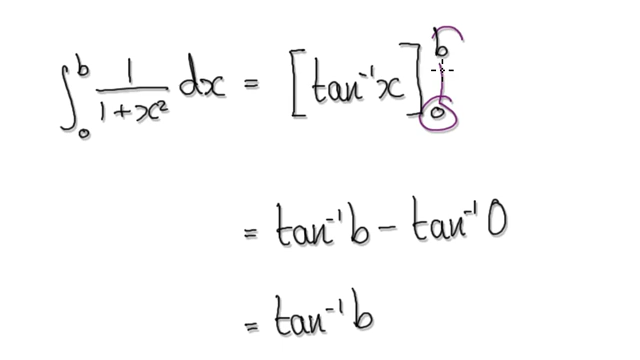 ∫₀ᵇ 1/(1+x²) dx = [tan⁻¹x]₀ᵇ
= tan⁻¹b − tan⁻¹0
= tan⁻¹b